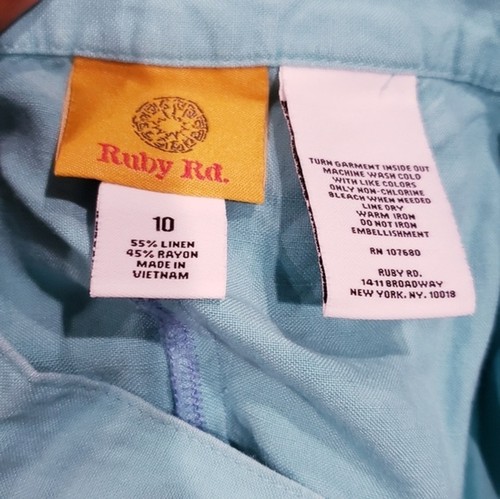 Ruby Rd.
10
55% LINEN
45% RAYON
MADE IN
VIETNAM
TURN GARMENT INSIDE OUT
MACHINE WASH COLD
WITH LIKE COLORS
ONLY NON-CHLORINE
BLEACH WHEN NEEDED
LINE DRY
WARM IRON
DO NOT IRON
EMBELLISHMENT
RN 107680
RUBY RD.
1411 BROADWAY
NEW YORK. NY. 10018